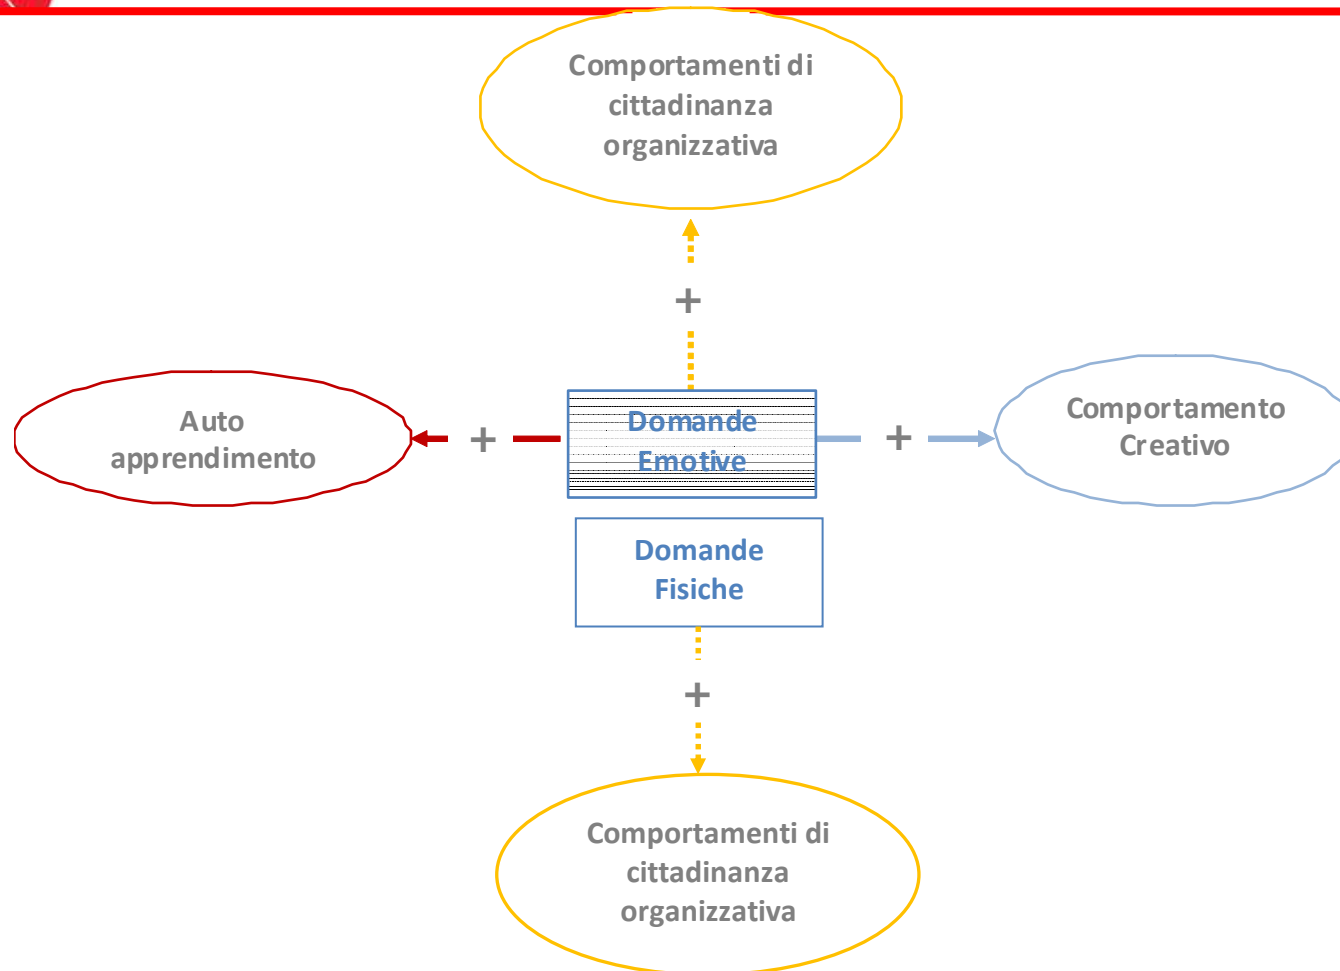 Comportamenti di
cittadinanza
organizzativa
+
Auto
apprendimento
+
Domande
Emotive
+
Comportamento
Creativo
Domande
Fisiche
+
Comportamenti di
cittadinanza
organizzativa